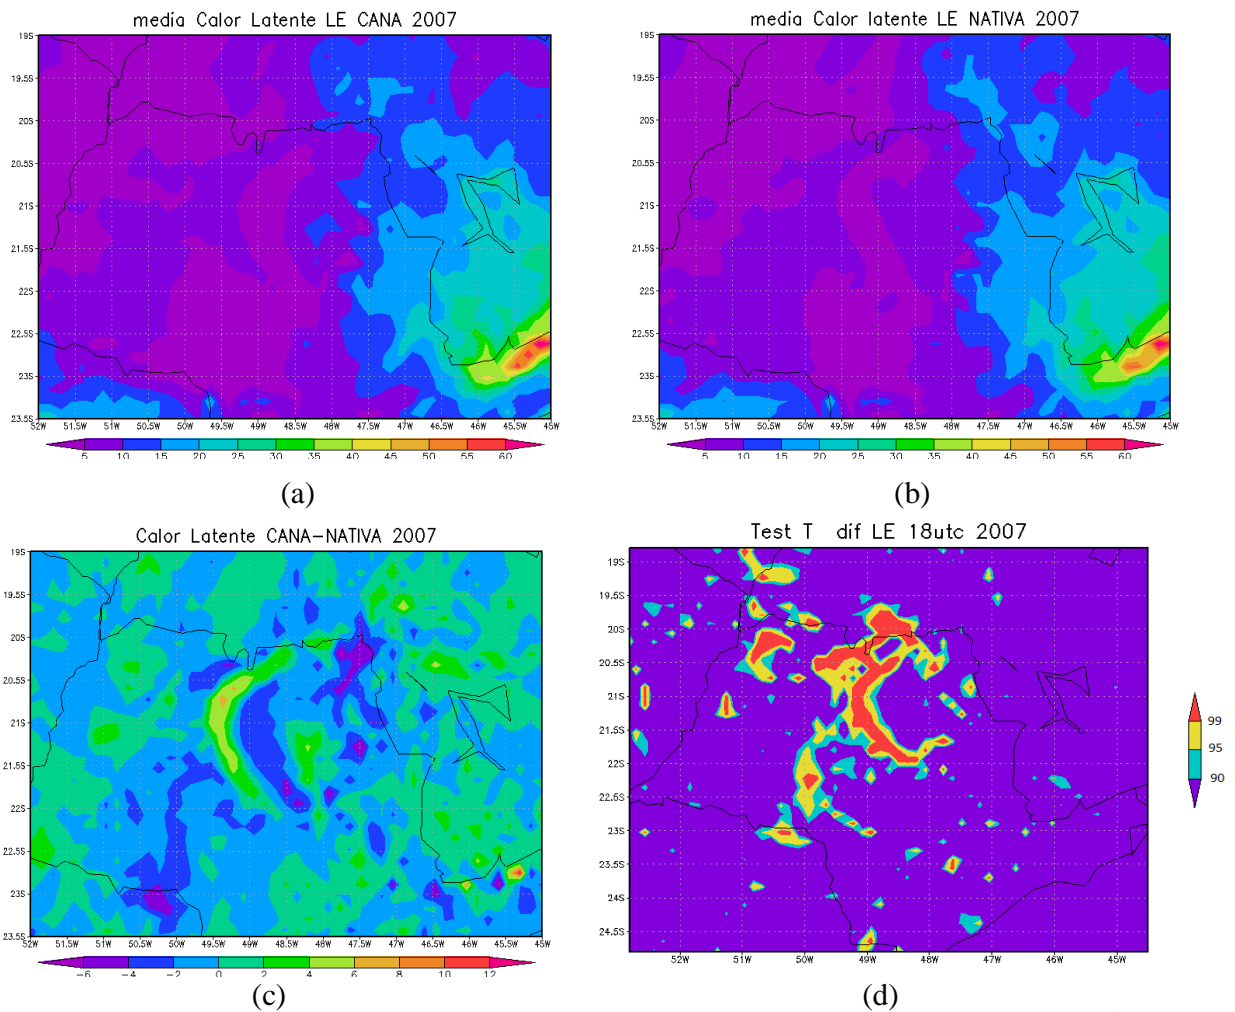 media Calor Latente LE CANA 2007
19S
19.5S
20S
20.5S
21S
21.5S
22S
22.5S
23S
23.5S
52W 51.5W 51W 50.5W 50W 49.5W 49W 48.5W 48W 47.5W 47W 46.5W 46W 45.5W 45W
5 10 15 20 25 30 35 40 45 50 55 60
(a)
media Calor latente LE NATIVA 2007
19S
19.5S
20S
20.5S
21S
21.5S
22S
22.5S
23S
23.5S
52W 51.5W 51W 50.5W 50W 49.5W 49W 48.5W 48W 47.5W 47W 46.5W 46W 45.5W 45W
5 10 15 20 25 30 35 40 45 50 55 60
(b)
Calor Latente CANA-NATIVA 2007
19S
19.5S
20S
20.5S
21S
21.5S
22S
22.5S
23S
23.5S
52W 51.5W 51W 50.5W 50W 49.5W 49W 48.5W 48W 47.5W 47W 46.5W 46W 45.5W 45W
-6 -4 -2 0 2 4 6 8 10 12
(c)
Test T dif LE 18utc 2007
19S
19.5S
20S
20.5S
21S
21.5S
22S
22.5S
23S
23.5S
24S
24.5S
52W 51W 50W 49W 48W 47W 46W 45W
99
95
90
(d)